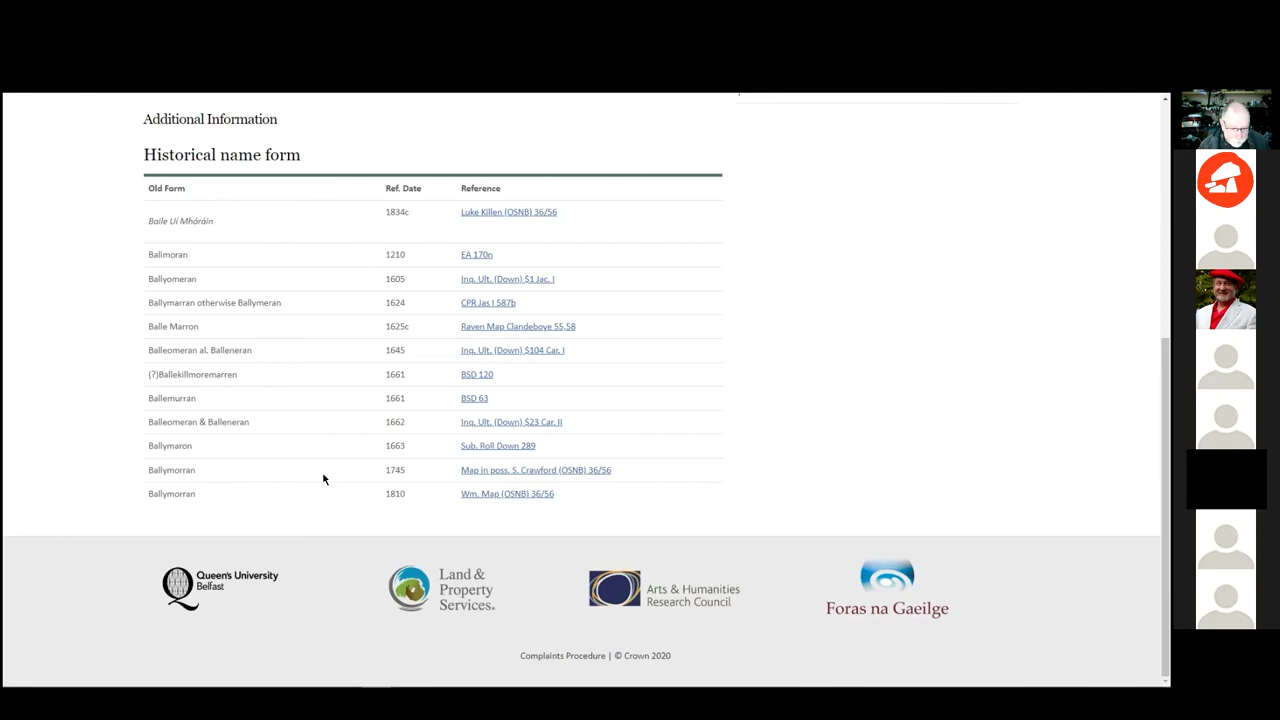 Additional Information
Historical name form
Old Form Ref. Date Reference
Baile Uí Mhóráin 1834c Luke Killen (OSNB) 36/56
Balimoran 1210 EA 170n
Ballyomeran 1605 Inq. Ult. (Down) $1 Jac. I
Ballymarran otherwise Ballymeran 1624 CPR Jas I 587b
Balle Marron 1625c Raven Map Clandeboye 55,58
Balleomeran al. Balleneran 1645 Inq. Ult. (Down) $104 Car. I
(?)Ballekillmoremarren 1661 BSD 120
Ballemurran 1661 BSD 63
Balleomeran & Balleneran 1662 Inq. Ult. (Down) $23 Car. II
Ballymaron 1663 Sub. Roll Down 289
Ballymorran 1745 Map in poss. S. Crawford (OSNB) 36/56
Ballymorran 1810 Wm. Map (OSNB) 36/56
Queen's University
Belfast
Land &
Property
Services.
Arts & Humanities
Research Council
Foras na Gaeilge
Complaints Procedure | © Crown 2020